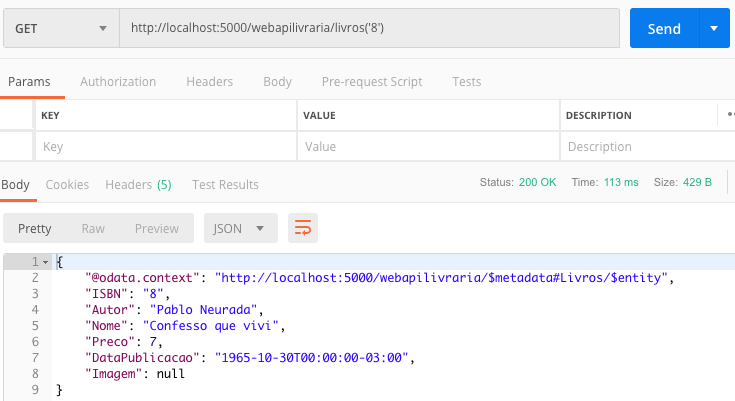 GET http://localhost:5000/webapilivraria/livros('8') Send
Params Authorization Headers Body Pre-request Script Tests
KEY VALUE DESCRIPTION
Key Value Description
Body Cookies Headers (5) Test Results Status: 200 OK Time: 113 ms Size: 429 B
Pretty Raw Preview JSON
1 {
2 "@odata.context": "http://localhost:5000/webapilivraria/$metadata#Livros/$entity",
3 "ISBN": "8",
4 "Autor": "Pablo Neurada",
5 "Nome": "Confesso que vivi",
6 "Preco": 7,
7 "DataPublicacao": "1965-10-30T00:00:00-03:00",
8 "Imagem": null
9 }